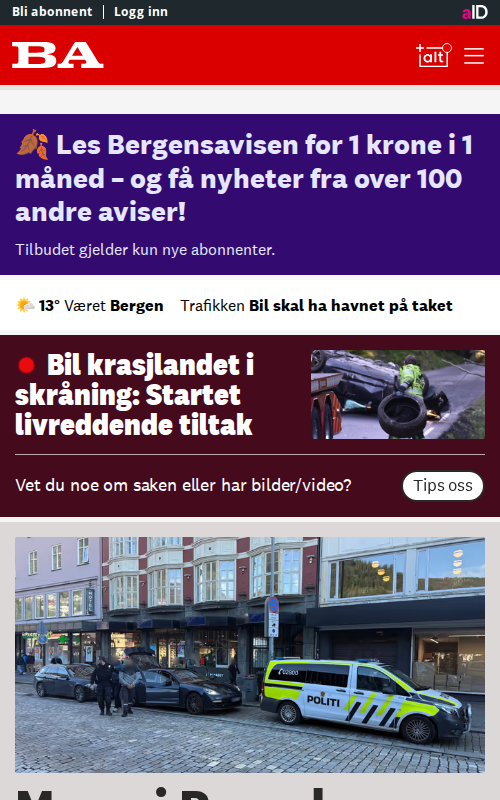 Bli abonnent | Logg inn
aID
BA
+alt
🍂 Les Bergensavisen for 1 krone i 1
måned – og få nyheter fra over 100
andre aviser!
Tilbudet gjelder kun nye abonnenter.
13° Været Bergen Trafikken Bil skal ha havnet på taket
Bil krasjlandet i
skråning: Startet
livreddende tiltak
Vet du noe om saken eller har bilder/video?
Tips oss
02800
POLITI